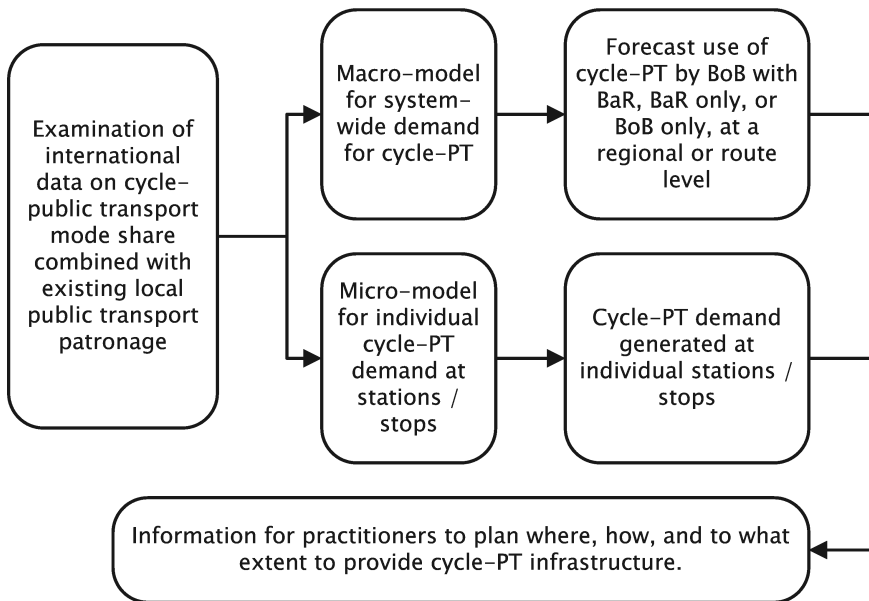 Examination of
international
data on cycle-
public transport
mode share
combined with
existing local
public transport
patronage
Macro-model
for system-
wide demand
for cycle-PT
Forecast use of
cycle-PT by BoB with
BaR, BaR only, or
BoB only, at a
regional or route
level
Micro-model
for individual
cycle-PT
demand at
stations /
stops
Cycle-PT demand
generated at
individual stations /
stops
Information for practitioners to plan where, how, and to what
extent to provide cycle-PT infrastructure.